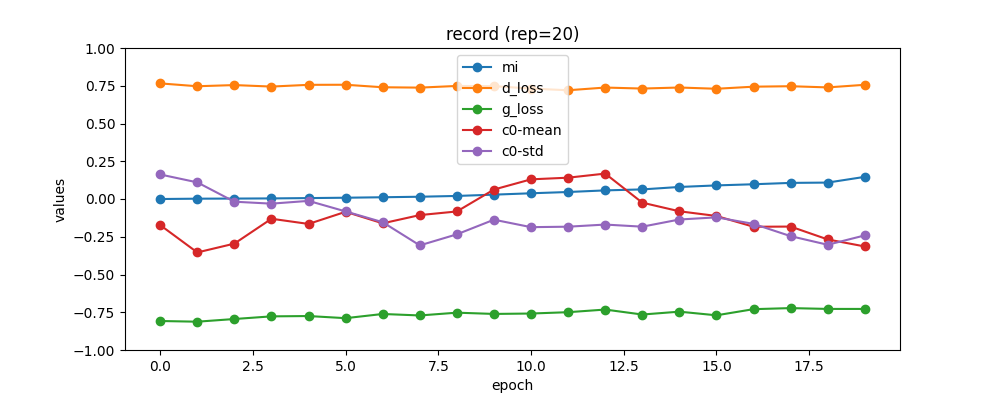 record (rep=20)
1.00
0.75
0.50
0.25
0.00
−0.25
−0.50
−0.75
−1.00
values
mi
d_loss
g_loss
c0-mean
c0-std
0.0 2.5 5.0 7.5 10.0 12.5 15.0 17.5
epoch